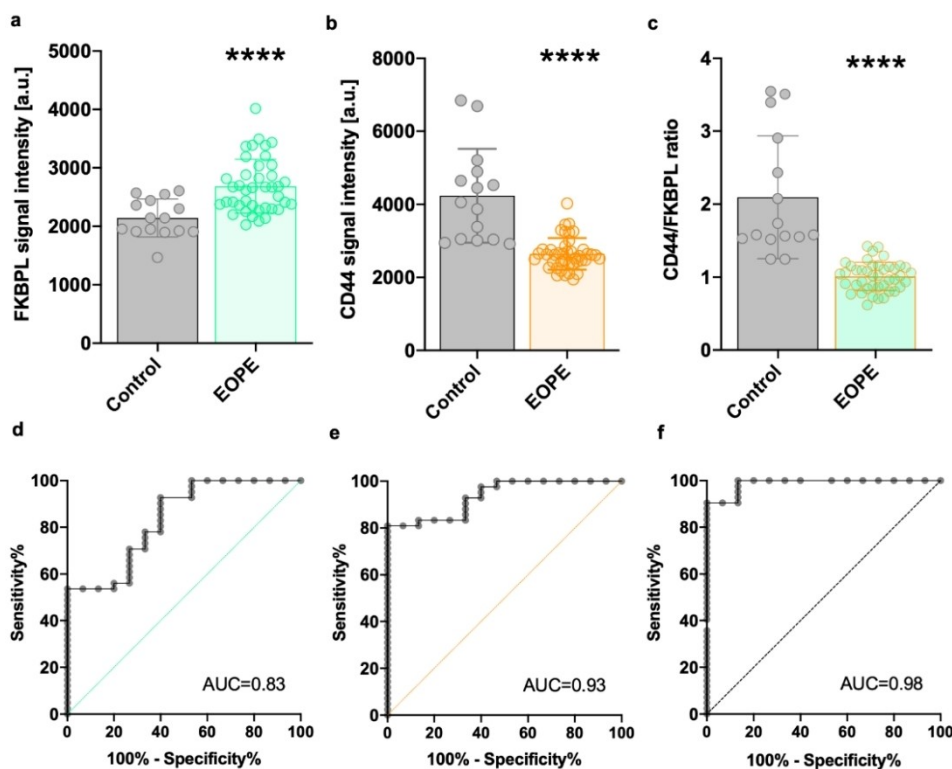 a
b
c
****
****
****
FKBPL signal intensity [a.u.]
5000
4000
3000
2000
1000
0
Control
EOPE
CD44 signal intensity [a.u.]
8000
6000
4000
2000
0
Control
EOPE
CD44/FKBPL ratio
4
3
2
1
0
Control
EOPE
d
e
f
Sensitivity%
100
80
60
40
20
0
AUC=0.83
0 20 40 60 80 100
100% - Specificity%
Sensitivity%
100
80
60
40
20
0
AUC=0.93
0 20 40 60 80 100
100% - Specificity%
Sensitivity%
100
80
60
40
20
0
AUC=0.98
0 20 40 60 80 100
100% - Specificity%